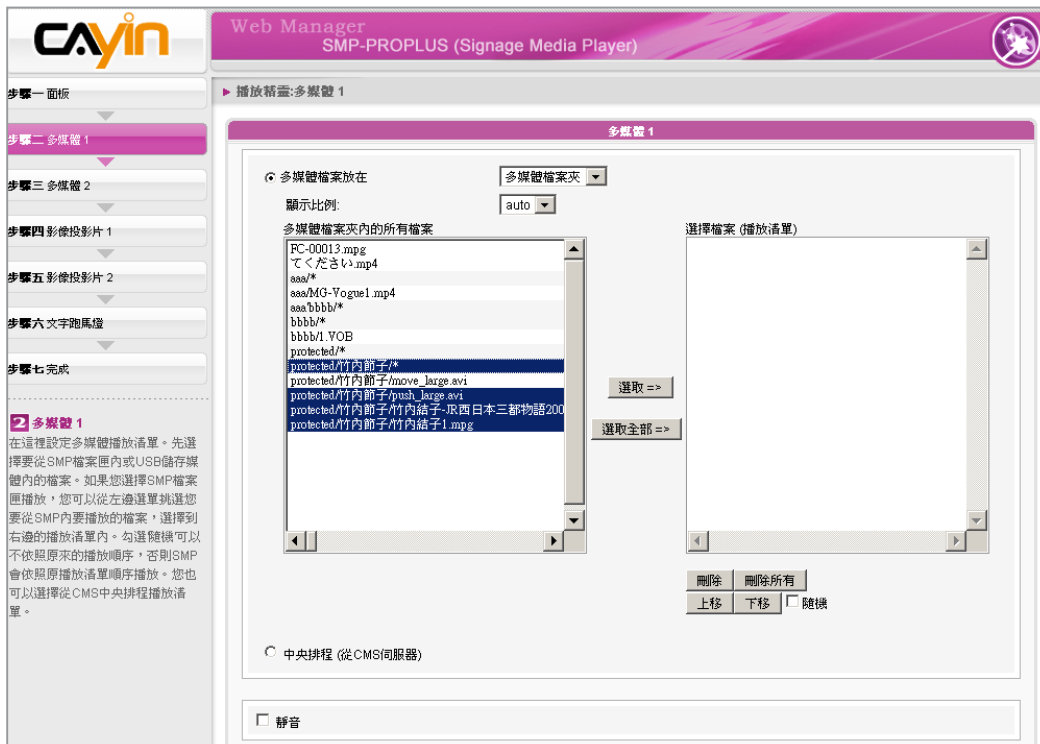 CAYIN
Web Manager
SMP-PROPLUS (Signage Media Player)
步驟一 面板
步驟二 多媒體 1
步驟三 多媒體 2
步驟四 影像投影片 1
步驟五 影像投影片 2
步驟六 文字跑馬燈
步驟七 完成
2 多媒體 1
在這裡設定多媒體播放清單。先選
擇要從SMP檔案匣內或USB儲存媒
體內的檔案。如果您選擇SMP檔案
匣播放，您可以從左邊選單挑選您
要從SMP內要播放的檔案，選擇到
右邊的播放清單內。勾選隨機可以
不依照原來的播放順序，否則SMP
會依照原播放清單順序播放。您也
可以選擇從CMS中央排程播放清
單。
播放精靈:多媒體 1
多媒體 1
多媒體檔案放在
多媒體檔案夾
顯示比例:
auto
多媒體檔案夾內的所有檔案
FC-00013.mpg
てください.mp4
aaa/*
aaa/MG-Vogue1.mp4
aaa/bbbb/*
bbbb/*
bbbb/1.VOB
protected/*
protected/竹內節子/*
protected/竹內節子/move_large.avi
protected/竹內節子/push_large.avi
protected/竹內節子/竹內結子-JR西日本三都物語200
protected/竹內節子/竹內結子1.mpg
選取 =>
選取全部 =>
選擇檔案 (播放清單)
刪除 刪除所有
上移 下移 隨機
中央排程 (從CMS伺服器)
靜音